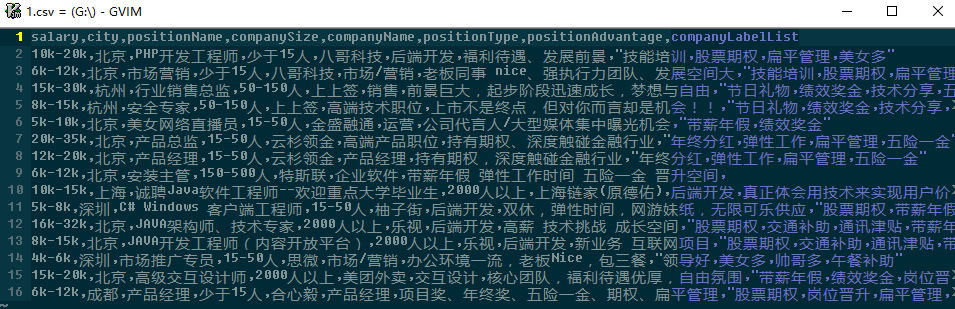 1.csv = (G:\) - GVIM
1 salary,city,positionName,companySize,companyName,positionType,positionAdvantage,companyLabelList
2 10k-20k,北京,PHP开发工程师,少于15人,八哥科技,后端开发,福利待遇、发展前景,"技能培训,股票期权,扁平管理,美女多"
3 6k-12k,北京,市场营销,少于15人,八哥科技,市场/营销,老板同事 nice、强执行力团队、发展空间大,"技能培训,股票期权,扁平管
4 15k-30k,杭州,行业销售总监,50-150人,上上签,销售,前景巨大，起步阶段迅速成长，梦想与自由,"节日礼物,绩效奖金,技术分享,五
5 8k-15k,杭州,安全专家,50-150人,上上签,高端技术职位,上市不是终点，但对你而言却是机会！！,"节日礼物,绩效奖金,技术分享,
6 5k-10k,北京,美女网络直播员,15-50人,金盛融通,运营,公司代言人/大型媒体集中曝光机会,"带薪年假,绩效奖金"
7 20k-35k,北京,产品总监,15-50人,云杉领金,高端产品职位,持有期权、深度触碰金融行业,"年终分红,弹性工作,扁平管理,五险一金"
8 12k-20k,北京,产品经理,15-50人,云杉领金,产品经理,持有期权，深度触碰金融行业,"年终分红,弹性工作,扁平管理,五险一金"
9 6k-12k,北京,安装主管,150-500人,特斯联,企业软件,带薪年假 弹性工作时间 五险一金 晋升空间,
10 10k-15k,上海,诚聘Java软件工程师--欢迎重点大学毕业生,2000人以上,上海链家(原德佑),后端开发,真正体会用技术来实现用户价
11 5k-8k,深圳,C# Windows 客户端工程师,15-50人,柚子街,后端开发,双休，弹性时间，网游妹纸，无限可乐供应,"股票期权,带薪年假
12 16k-32k,北京,JAVA架构师、技术专家,2000人以上,乐视,后端开发,高薪 技术挑战 成长空间,"股票期权,交通补助,通讯津贴,带薪年
13 8k-15k,北京,JAVA开发工程师（内容开放平台）,2000人以上,乐视,后端开发,新业务 互联网项目,"股票期权,交通补助,通讯津贴,带
14 4k-6k,深圳,市场推广专员,15-50人,思微,市场/营销,办公环境一流，老板Nice，包三餐,"领导好,美女多,帅哥多,午餐补助"
15 15k-20k,北京,高级交互设计师,2000人以上,美团外卖,交互设计,核心团队，福利待遇优厚，自由氛围,"带薪年假,绩效奖金,岗位晋
16 6k-12k,成都,产品经理,少于15人,合心毅,产品经理,项目奖、年终奖、五险一金、期权、扁平管理,"股票期权,岗位晋升,扁平管理,
~